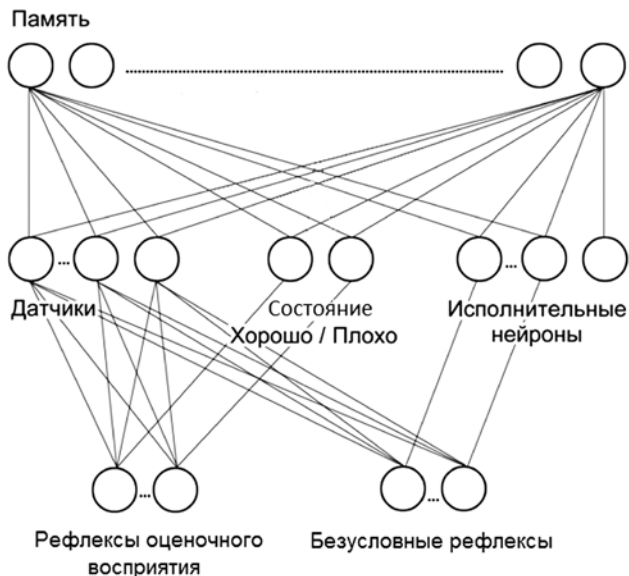 Память
Датчики
Состояние
Хорошо / Плохо
Исполнительные
нейроны
Рефлексы оценочного
восприятия
Безусловные рефлексы